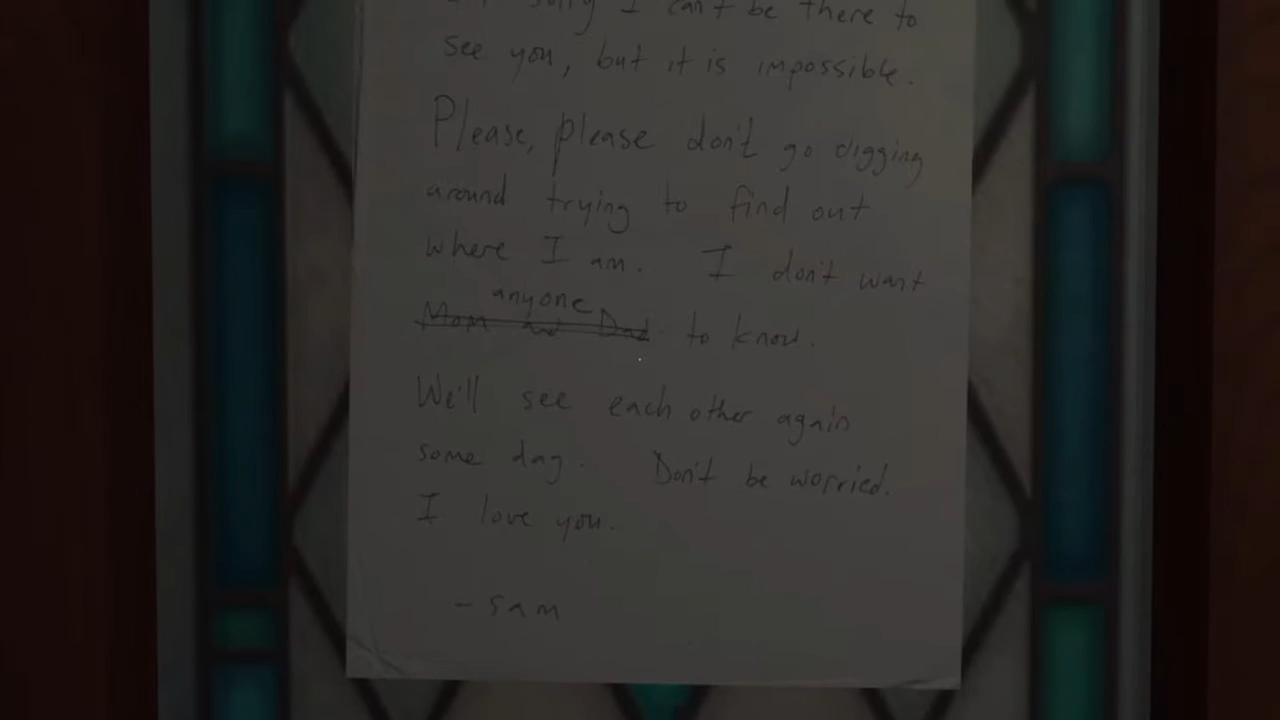 sorry I can't be there to
see you, but it is impossible.
Please, please don't go digging
around trying to find out
where I am. I don't want
anyone
Mom and Dad to know.
We'll see each other again
some day. Don't be worried.
I love you.
- Sam